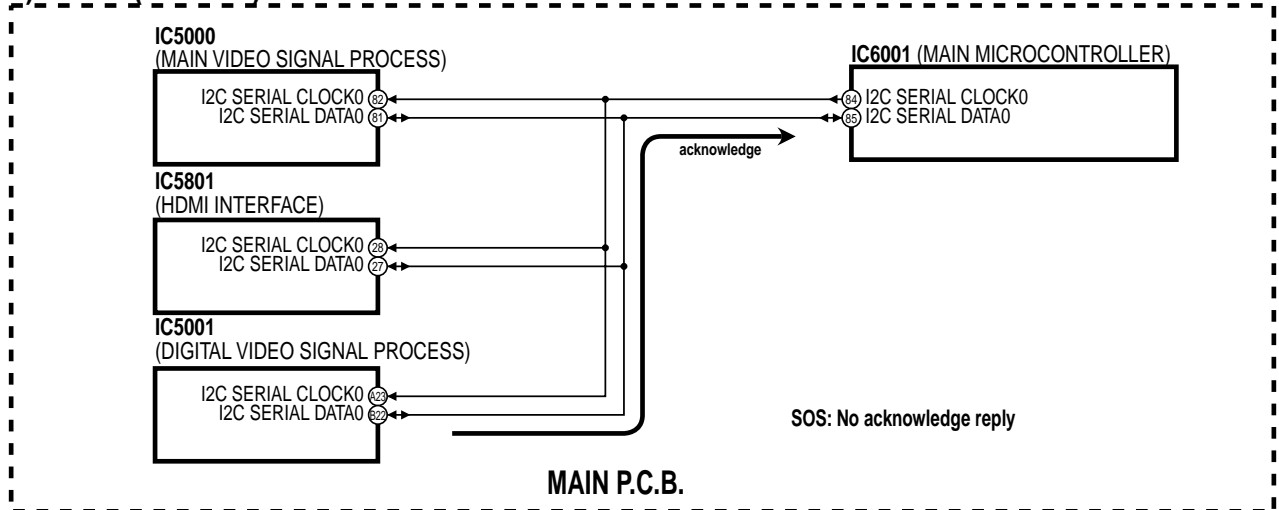 IC5000
(MAIN VIDEO SIGNAL PROCESS)
I2C SERIAL CLOCK0 82
I2C SERIAL DATA0 81
IC6001 (MAIN MICROCONTROLLER)
84 I2C SERIAL CLOCK0
85 I2C SERIAL DATA0
acknowledge
IC5801
(HDMI INTERFACE)
I2C SERIAL CLOCK0 28
I2C SERIAL DATA0 27
IC5001
(DIGITAL VIDEO SIGNAL PROCESS)
I2C SERIAL CLOCK0 A23
I2C SERIAL DATA0 B22
SOS: No acknowledge reply
MAIN P.C.B.